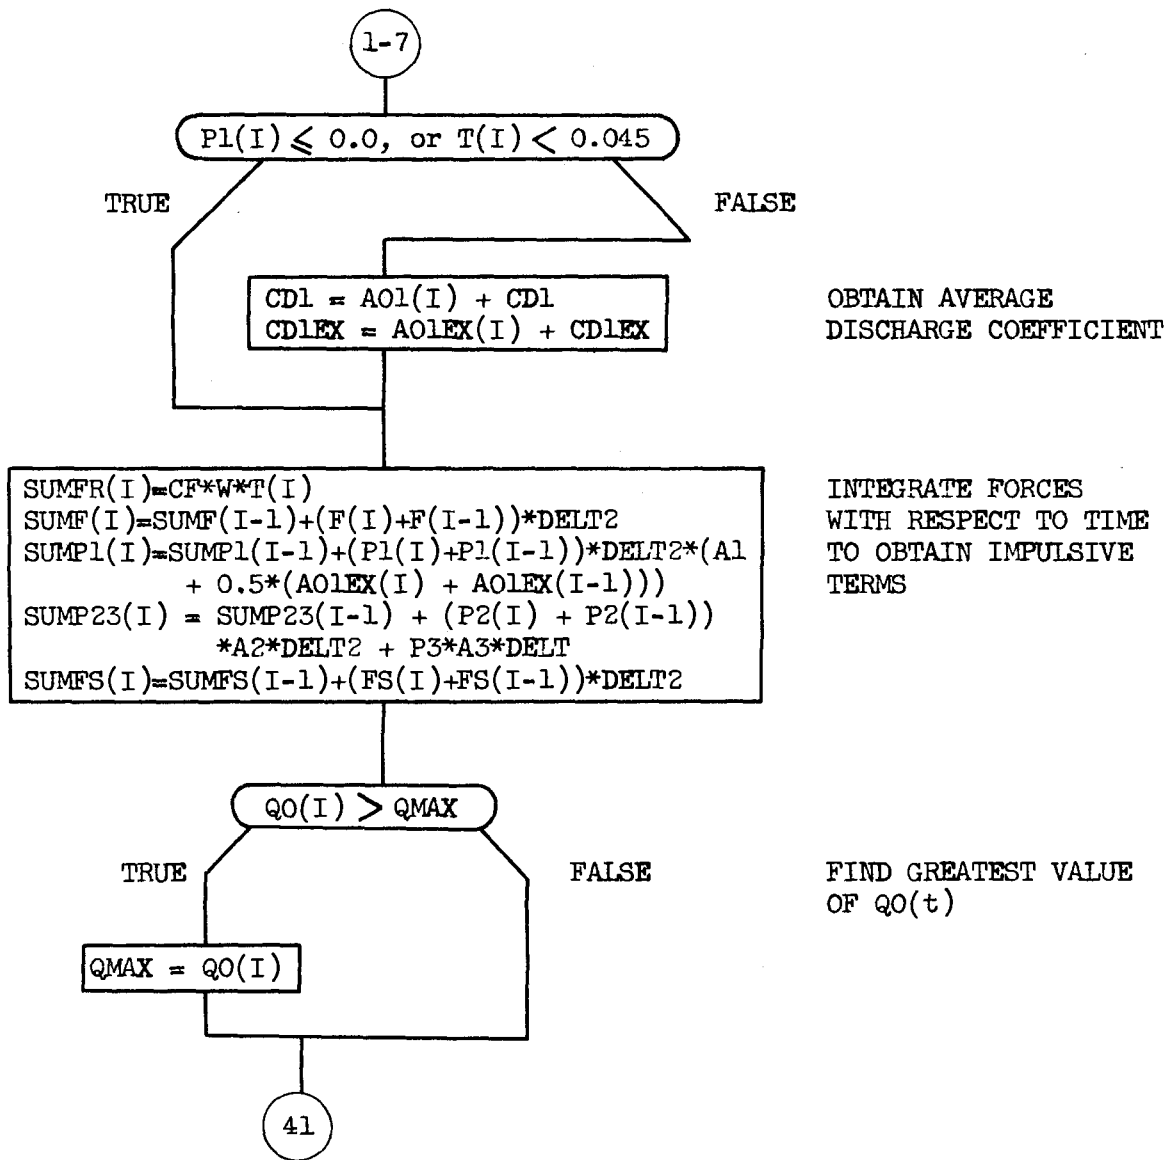 1-7
P1(I) ⩽ 0.0, or T(I) < 0.045
TRUE
FALSE
CD1 = AO1(I) + CD1
CD1EX = AO1EX(I) + CD1EX
OBTAIN AVERAGE
DISCHARGE COEFFICIENT
SUMFR(I)=CF*W*T(I)
SUMF(I)=SUMF(I-1)+(F(I)+F(I-1))*DELT2
SUMP1(I)=SUMP1(I-1)+(P1(I)+P1(I-1))*DELT2*(A1
+ 0.5*(AO1EX(I) + AO1EX(I-1)))
SUMP23(I) = SUMP23(I-1) + (P2(I) + P2(I-1))
*A2*DELT2 + P3*A3*DELT
SUMFS(I)=SUMFS(I-1)+(FS(I)+FS(I-1))*DELT2
INTEGRATE FORCES
WITH RESPECT TO TIME
TO OBTAIN IMPULSIVE
TERMS
QO(I) > QMAX
TRUE
FALSE
FIND GREATEST VALUE
OF QO(t)
QMAX = QO(I)
41